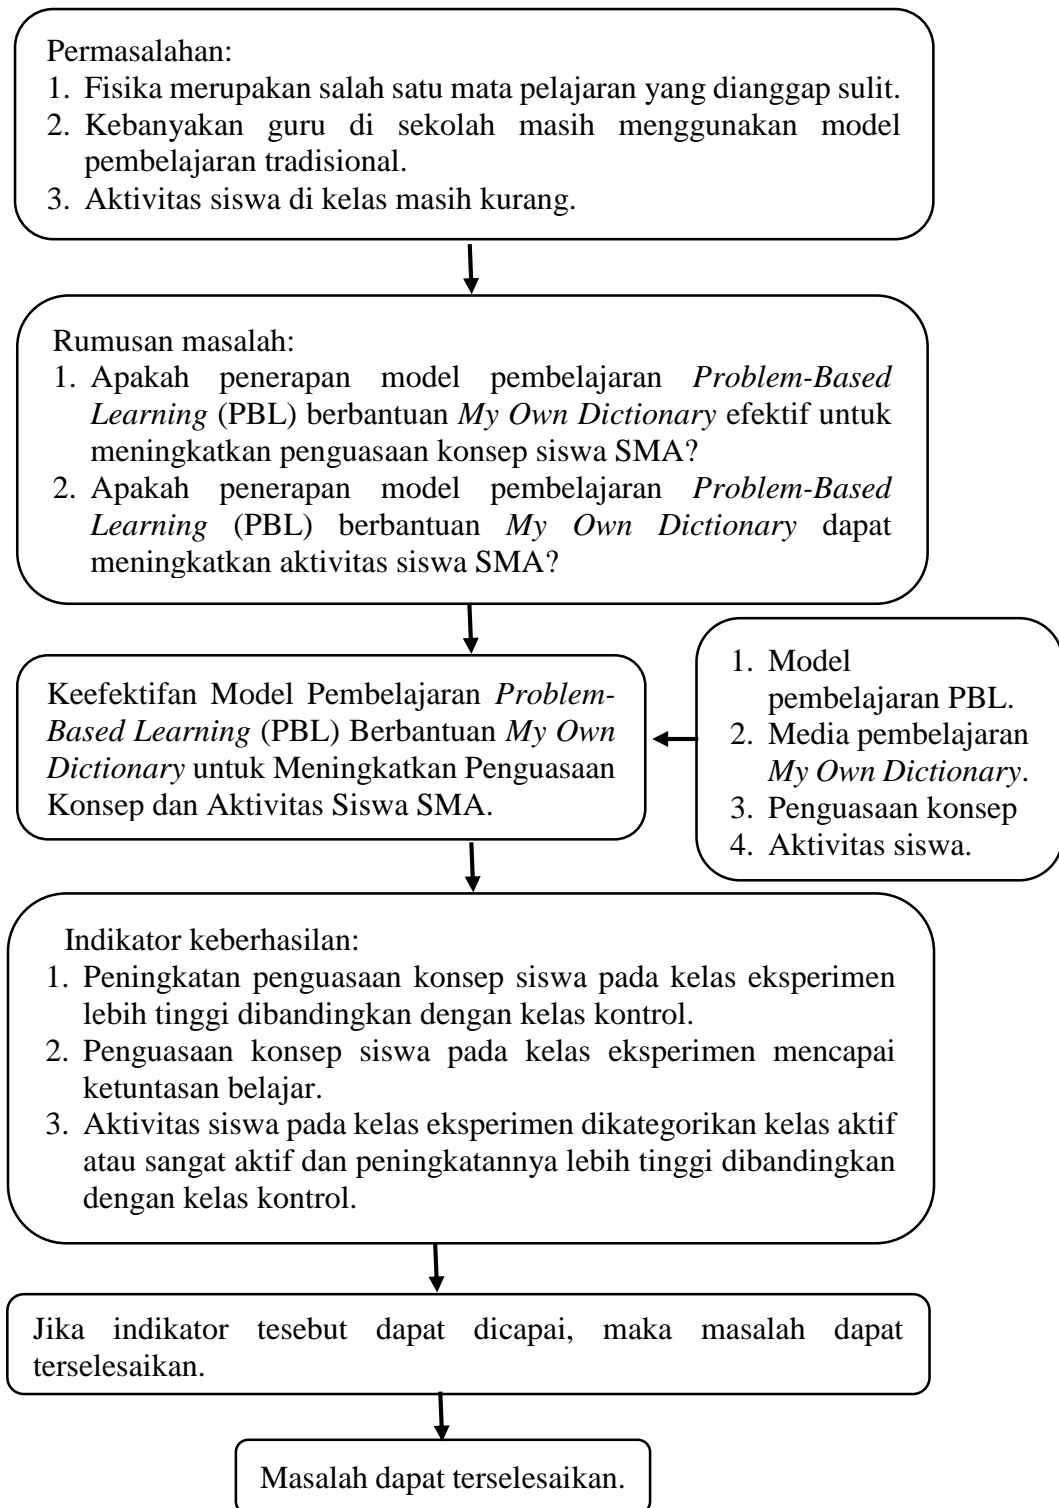 Permasalahan:
1. Fisika merupakan salah satu mata pelajaran yang dianggap sulit.
2. Kebanyakan guru di sekolah masih menggunakan model
pembelajaran tradisional.
3. Aktivitas siswa di kelas masih kurang.
Rumusan masalah:
1. Apakah penerapan model pembelajaran Problem-Based
Learning (PBL) berbantuan My Own Dictionary efektif untuk
meningkatkan penguasaan konsep siswa SMA?
2. Apakah penerapan model pembelajaran Problem-Based
Learning (PBL) berbantuan My Own Dictionary dapat
meningkatkan aktivitas siswa SMA?
Keefektifan Model Pembelajaran Problem-
Based Learning (PBL) Berbantuan My Own
Dictionary untuk Meningkatkan Penguasaan
Konsep dan Aktivitas Siswa SMA.
1. Model
pembelajaran PBL.
2. Media pembelajaran
My Own Dictionary.
3. Penguasaan konsep
4. Aktivitas siswa.
Indikator keberhasilan:
1. Peningkatan penguasaan konsep siswa pada kelas eksperimen
lebih tinggi dibandingkan dengan kelas kontrol.
2. Penguasaan konsep siswa pada kelas eksperimen mencapai
ketuntasan belajar.
3. Aktivitas siswa pada kelas eksperimen dikategorikan kelas aktif
atau sangat aktif dan peningkatannya lebih tinggi dibandingkan
dengan kelas kontrol.
Jika indikator tesebut dapat dicapai, maka masalah dapat
terselesaikan.
Masalah dapat terselesaikan.